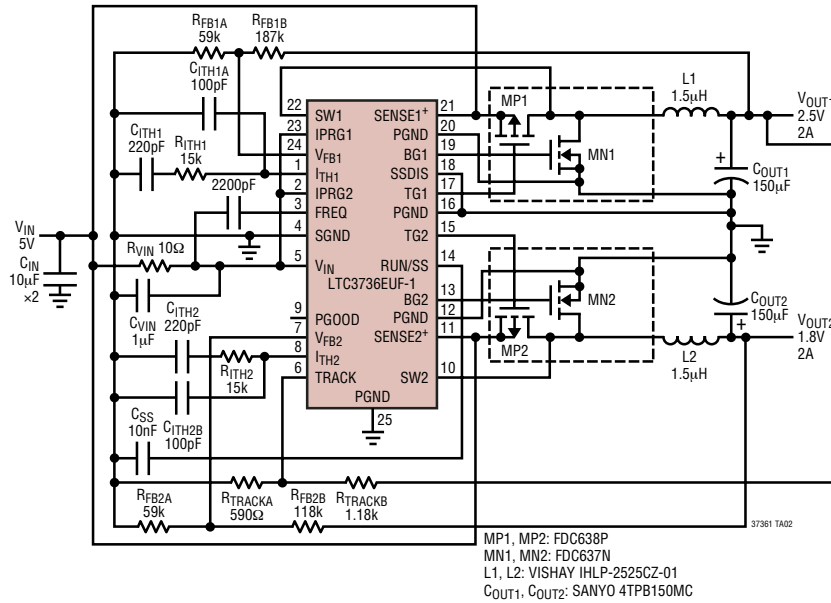 RFB1A
59k
RFB1B
187k
CITH1A
100pF
L1
1.5µH
VOUT1
2.5V
2A
MP1
22 SW1 SENSE1+ 21
23 IPRG1 PGND 20
24 VFB1 BG1 19
1 ITH1 SSDIS 18
2 IPRG2 TG1 17
3 FREQ PGND 16
4 SGND TG2 15
5 VIN RUN/SS 14
LTC3736EUF-1
BG2 13
9 PGOOD PGND 12
7 VFB2 SENSE2+ 11
8 ITH2
6 TRACK SW2 10
PGND
25
CITH1
220pF
RITH1
15k
2200pF
MN1
+
COUT1
150µF
VIN
5V
CIN
10µF
×2
RVIN 10Ω
CVIN
1µF
CITH2
220pF
RITH2
15k
MN2
COUT2
150µF
+
VOUT2
1.8V
2A
MP2
L2
1.5µH
CSS
10nF
CITH2B
100pF
RFB2A
59k
RTRACKA
590Ω
RFB2B
118k
RTRACKB
1.18k
37361 TA02
MP1, MP2: FDC638P
MN1, MN2: FDC637N
L1, L2: VISHAY IHLP-2525CZ-01
COUT1, COUT2: SANYO 4TPB150MC